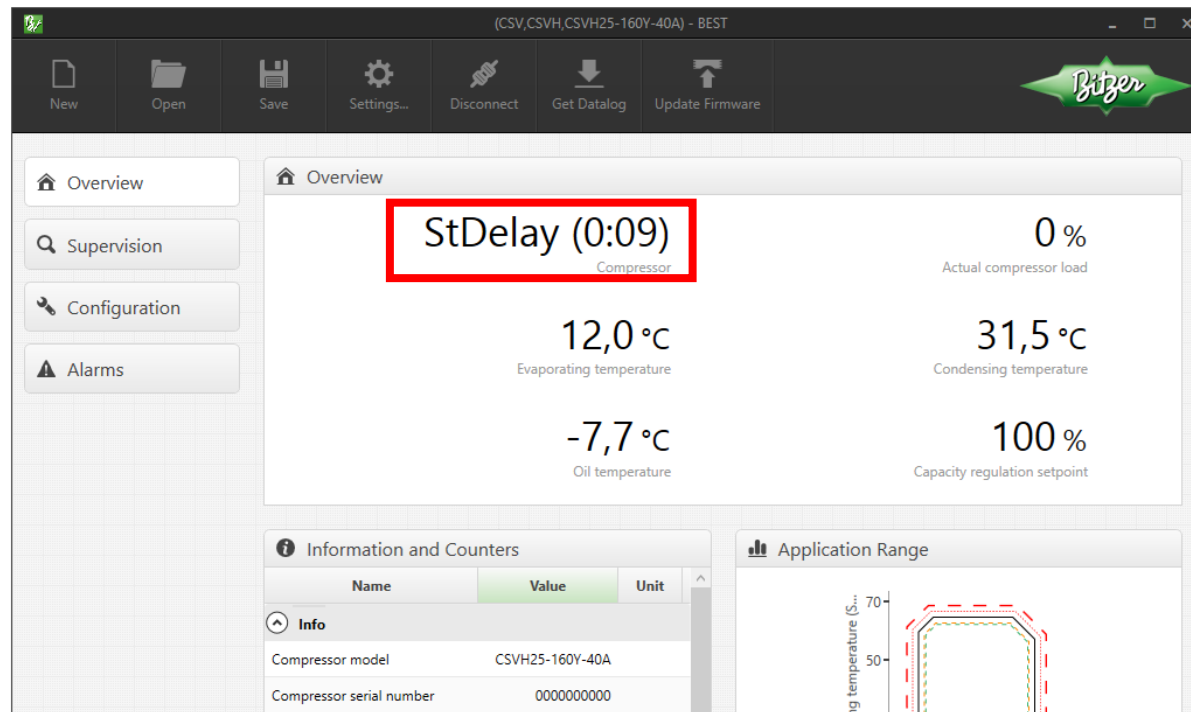 (CSV,CSVH,CSVH25-160Y-40A) - BEST
New
Open
Save
Settings...
Disconnect
Get Datalog
Update Firmware
Bitzer
Overview
Supervision
Configuration
Alarms
Overview
StDelay (0:09)
Compressor
0 %
Actual compressor load
12,0 °C
Evaporating temperature
31,5 °C
Condensing temperature
-7,7 °C
Oil temperature
100 %
Capacity regulation setpoint
Information and Counters
Name Value Unit
Info
Compressor model CSVH25-160Y-40A
Compressor serial number 0000000000
Application Range
70
50
temperature (S...